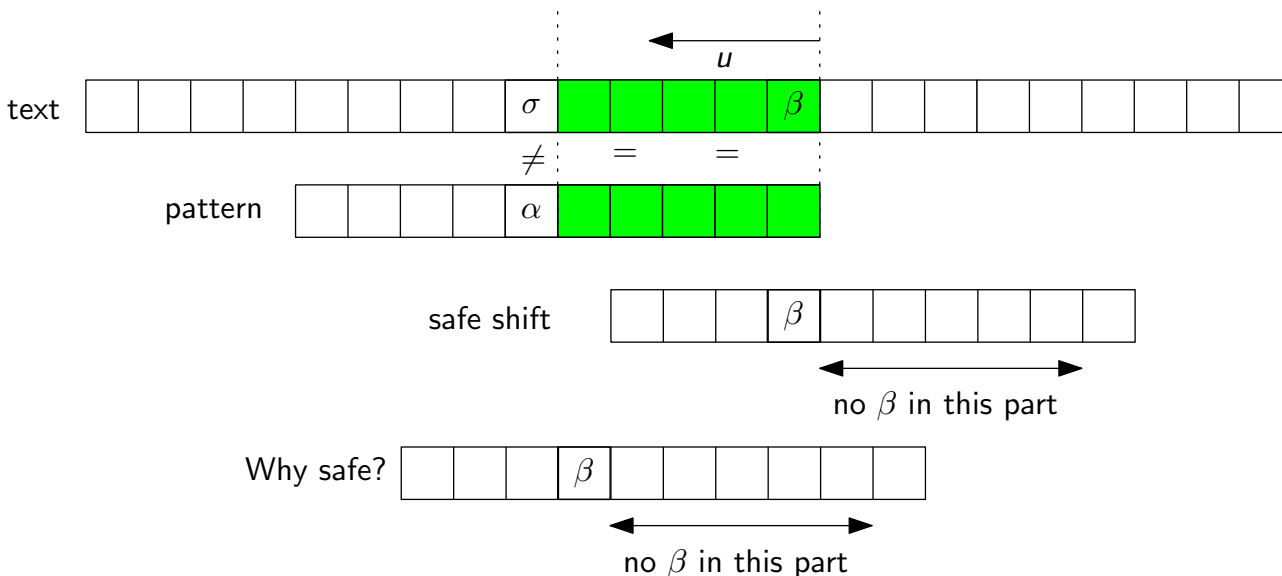 u
text σ β
≠ = =
pattern α
safe shift β
no β in this part
Why safe? β
no β in this part